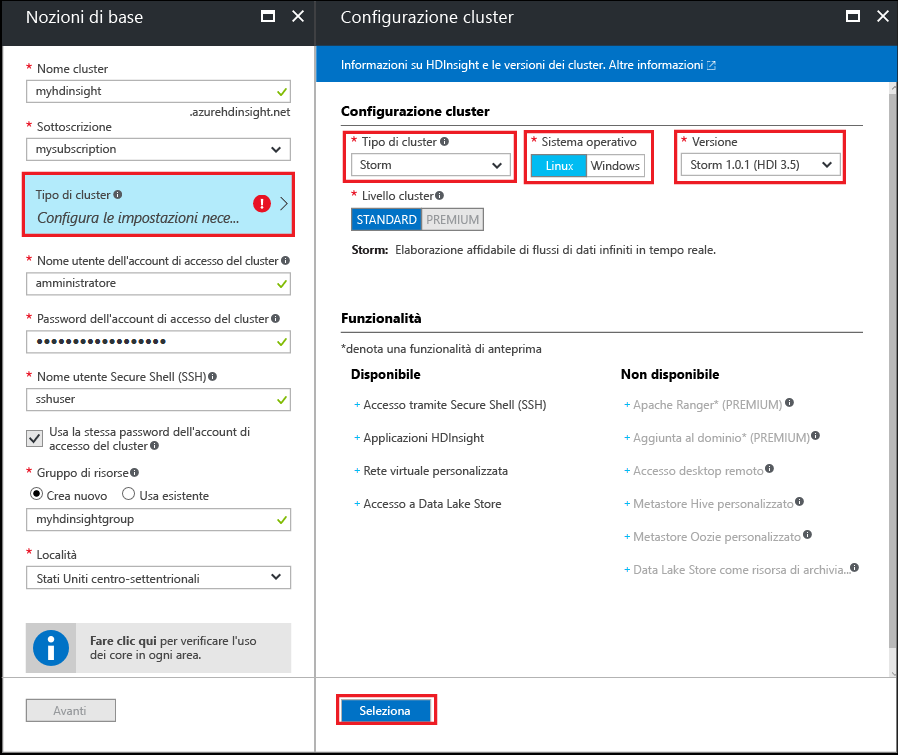 Nozioni di base
* Nome cluster
myhdinsight
.azurehdinsight.net
* Sottoscrizione
mysubscription
Tipo di cluster
Configura le impostazioni nece...
* Nome utente dell'account di accesso del cluster
amministratore
* Password dell'account di accesso del cluster
••••••••••••••••••
* Nome utente Secure Shell (SSH)
sshuser
Usa la stessa password dell'account di
accesso del cluster
* Gruppo di risorse
Crea nuovo Usa esistente
myhdinsightgroup
* Località
Stati Uniti centro-settentrionali
Fare clic qui per verificare l'uso
dei core in ogni area.
Avanti
Configurazione cluster
Informazioni su HDInsight e le versioni dei cluster. Altre informazioni
Configurazione cluster
* Tipo di cluster
Storm
* Sistema operativo
Linux Windows
* Versione
Storm 1.0.1 (HDI 3.5)
* Livello cluster
STANDARD PREMIUM
Storm: Elaborazione affidabile di flussi di dati infiniti in tempo reale.
Funzionalità
*denota una funzionalità di anteprima
Disponibile
+ Accesso tramite Secure Shell (SSH)
+ Applicazioni HDInsight
+ Rete virtuale personalizzata
+ Accesso a Data Lake Store
Non disponibile
+ Apache Ranger* (PREMIUM)
+ Aggiunta al dominio* (PREMIUM)
+ Accesso desktop remoto
+ Metastore Hive personalizzato
+ Metastore Oozie personalizzato
+ Data Lake Store come risorsa di archivia...
Seleziona